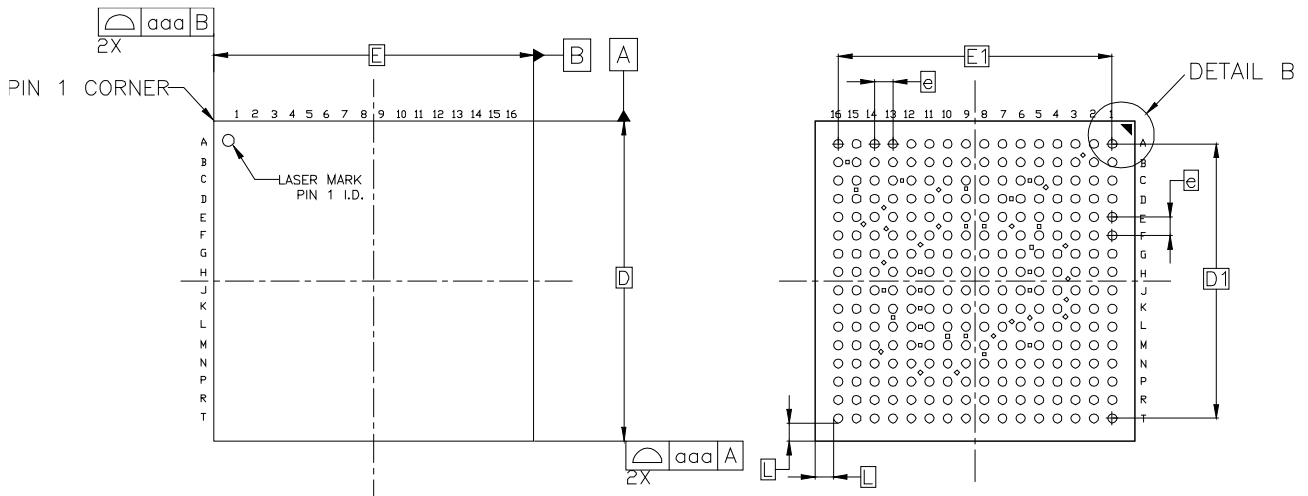 aaa B
2X
E
B
A
PIN 1 CORNER
1 2 3 4 5 6 7 8 9 10 11 12 13 14 15 16
A
B
C
D
E
F
G
H
J
K
L
M
N
P
R
T
LASER MARK
PIN 1 I.D.
D
aaa A
2X
E1
e
DETAIL B
16 15 14 13 12 11 10 9 8 7 6 5 4 3 2 1
A
B
C
D
E
F
G
H
J
K
L
M
N
P
R
T
e
D1
L
L